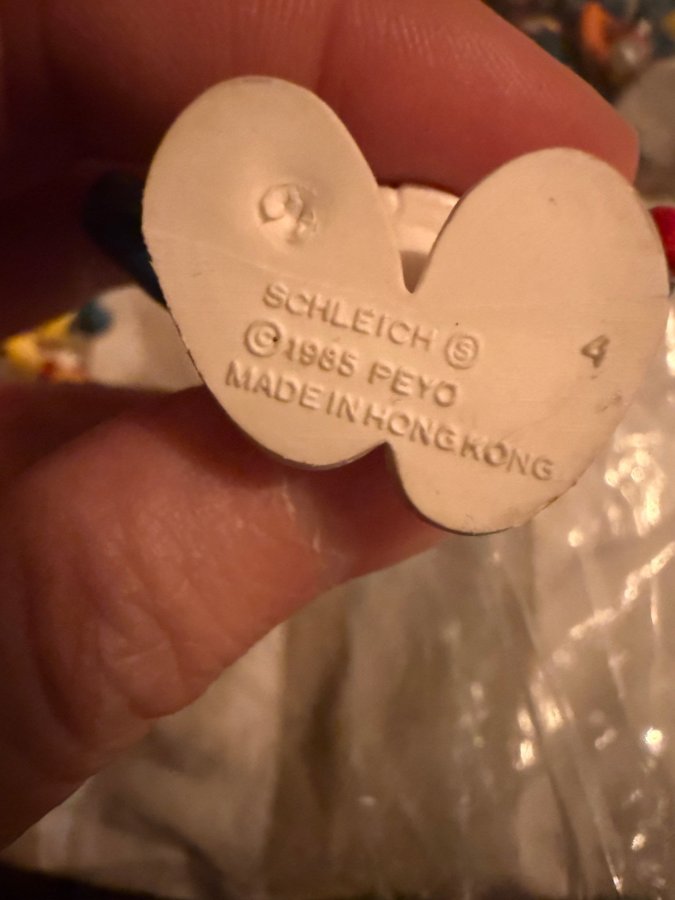 SCHLEICH Ⓢ
© 1985 PEYO
MADE IN HONG KONG
4